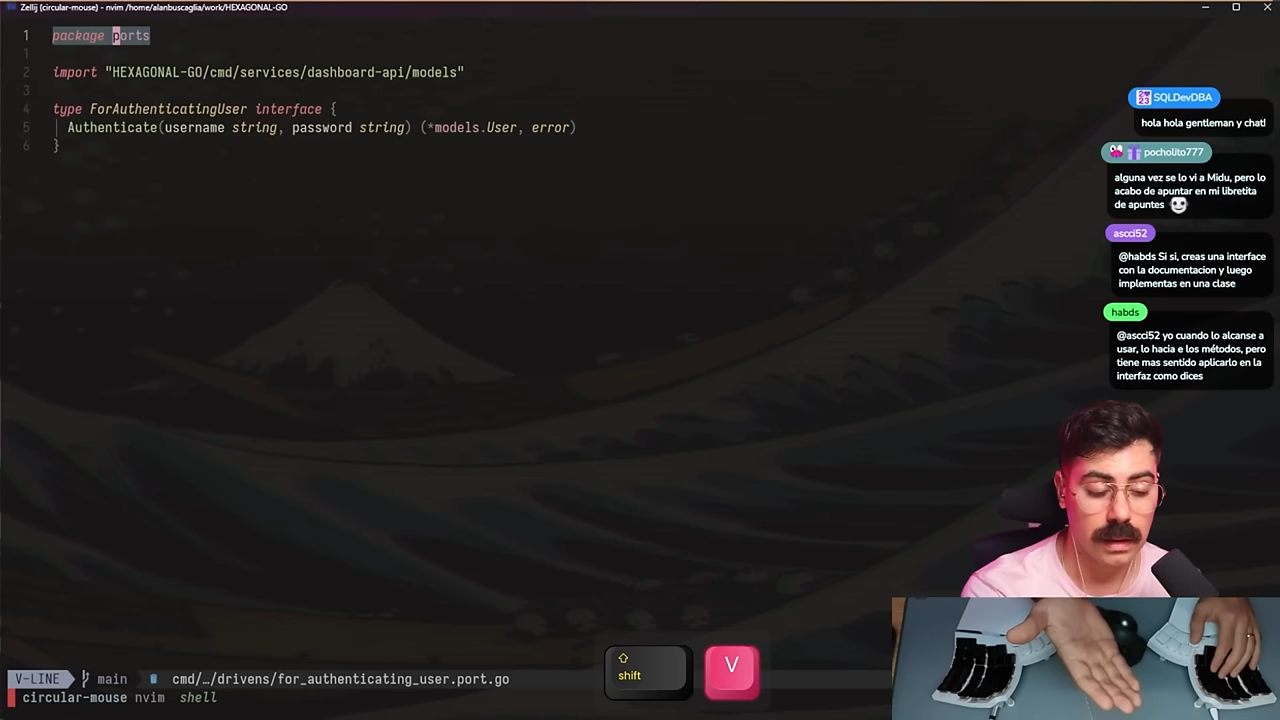 Zellij (circular-mouse) - nvim /home/alanbuscaglia/work/HEXAGONAL-GO
1 package ports
1
2 import "HEXAGONAL-GO/cmd/services/dashboard-api/models"
3
4 type ForAuthenticatingUser interface {
5 Authenticate(username string, password string) (*models.User, error)
6 }
SQLDevDBA
hola hola gentleman y chat!
pocholito777
alguna vez se lo vi a Midu, pero lo
acabo de apuntar en mi libretita
de apuntes
ascci52
@habds Si si, creas una interface
con la documentacion y luego
implementas en una clase
habds
@ascci52 yo cuando lo alcanse a
usar, lo hacia e los métodos, pero
tiene mas sentido aplicarlo en la
interfaz como dices
shift
V
V-LINE main cmd/…/drivens/for_authenticating_user.port.go
circular-mouse nvim shell